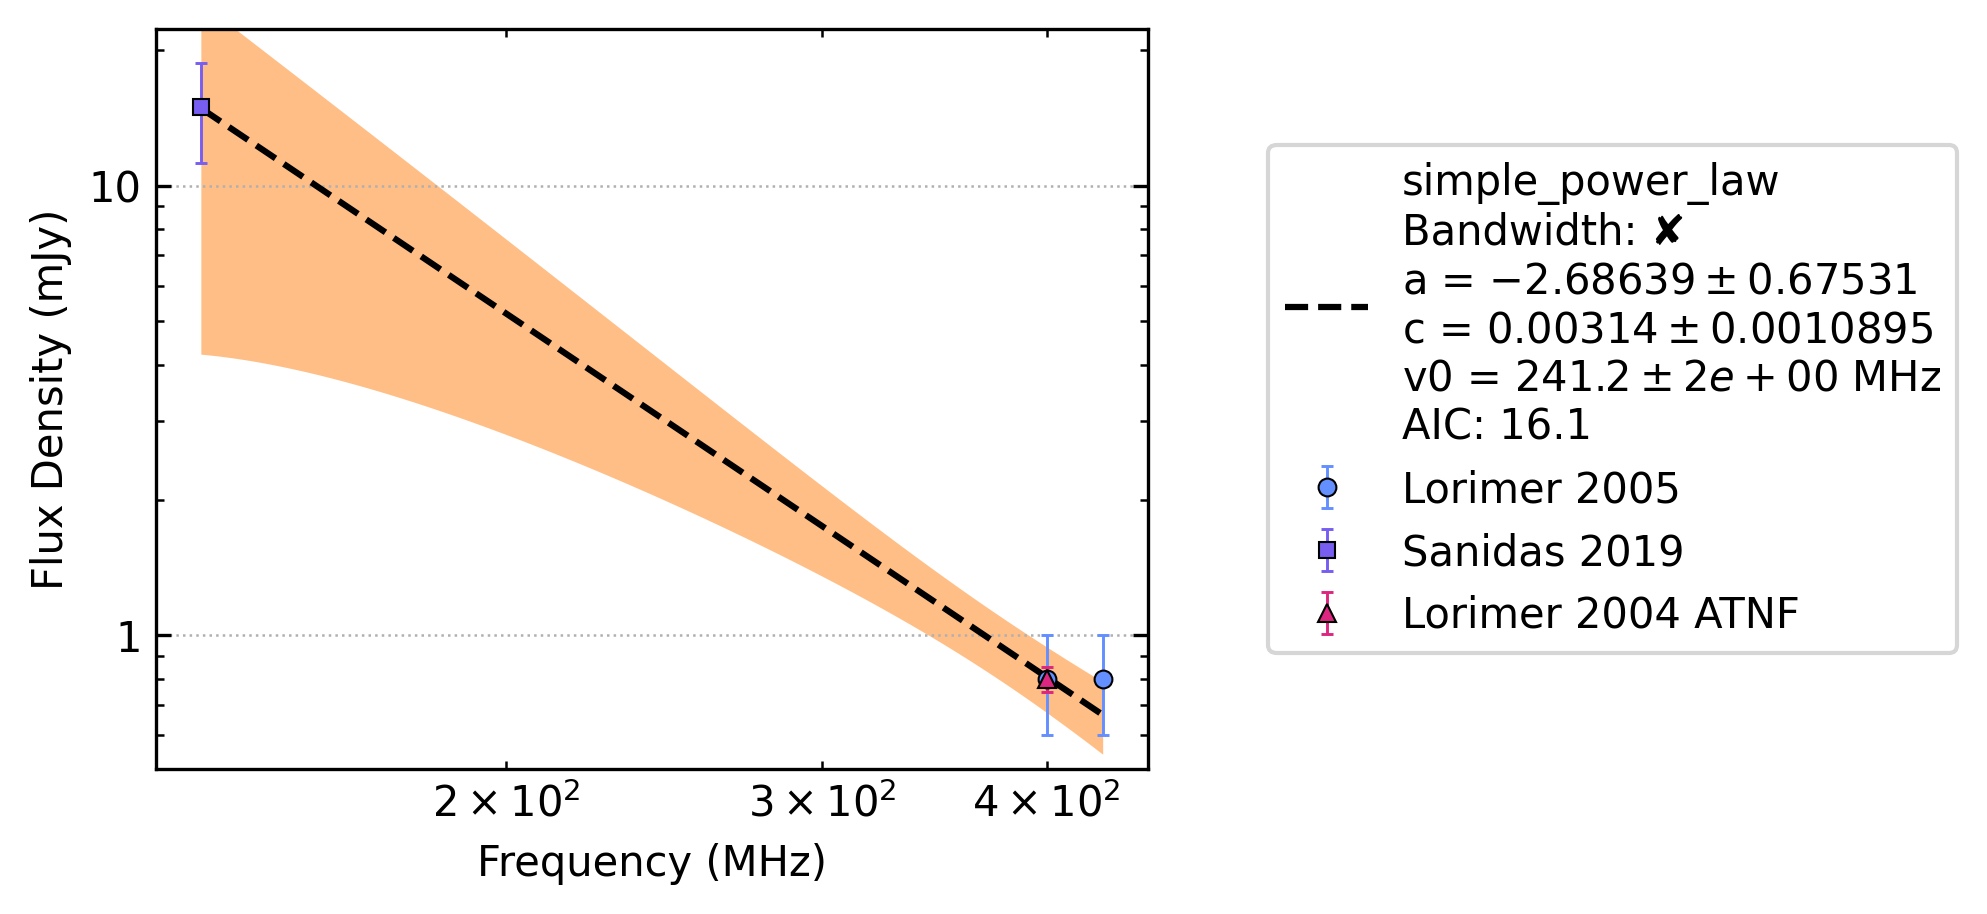 10
1
Flux Density (mJy)
2 × 10²
3 × 10²
4 × 10²
Frequency (MHz)
simple_power_law
Bandwidth: ✘
a = −2.68639 ± 0.67531
c = 0.00314 ± 0.0010895
v0 = 241.2 ± 2e + 00 MHz
AIC: 16.1
Lorimer 2005
Sanidas 2019
Lorimer 2004 ATNF